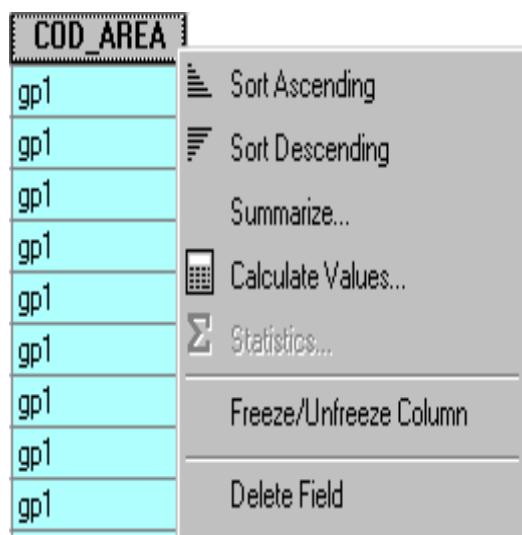 COD_AREA
gp1
gp1
gp1
gp1
gp1
gp1
gp1
gp1
gp1
Sort Ascending
Sort Descending
Summarize...
Calculate Values...
Statistics...
Freeze/Unfreeze Column
Delete Field